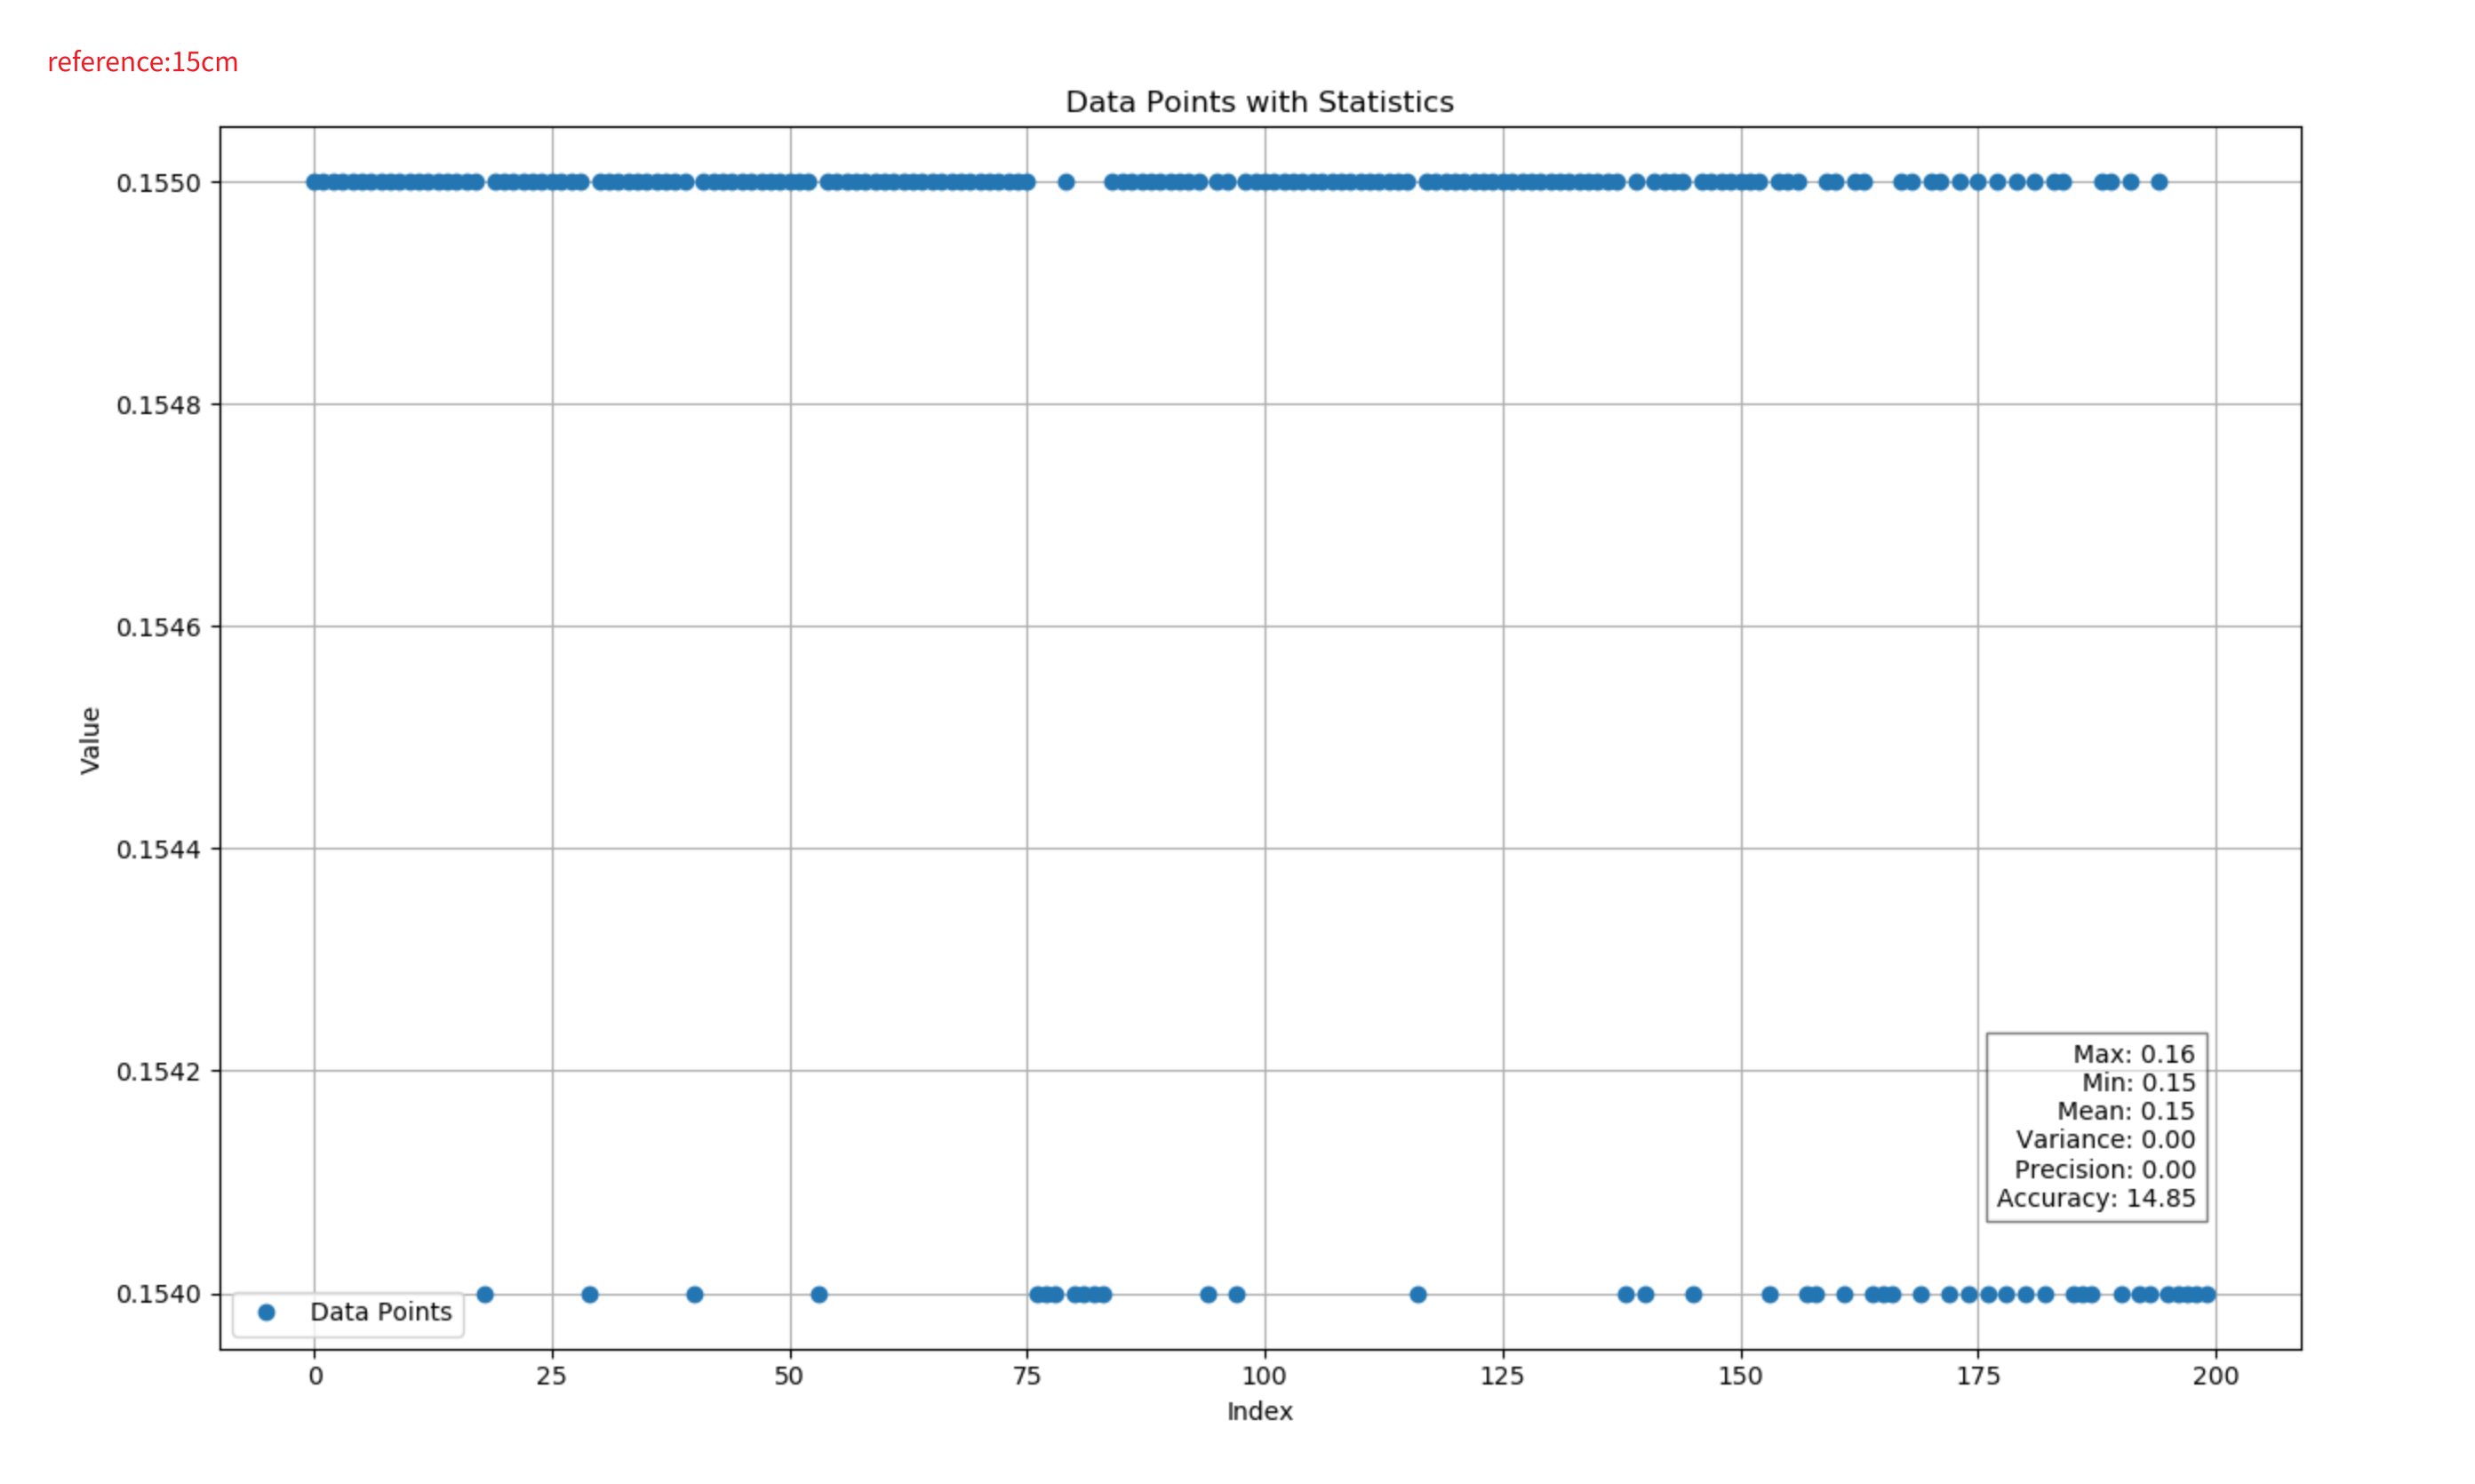 reference:15cm
Data Points with Statistics
0.1550
0.1548
0.1546
0.1544
0.1542
0.1540
Value
Max: 0.16
Min: 0.15
Mean: 0.15
Variance: 0.00
Precision: 0.00
Accuracy: 14.85
Data Points
0 25 50 75 100 125 150 175 200
Index